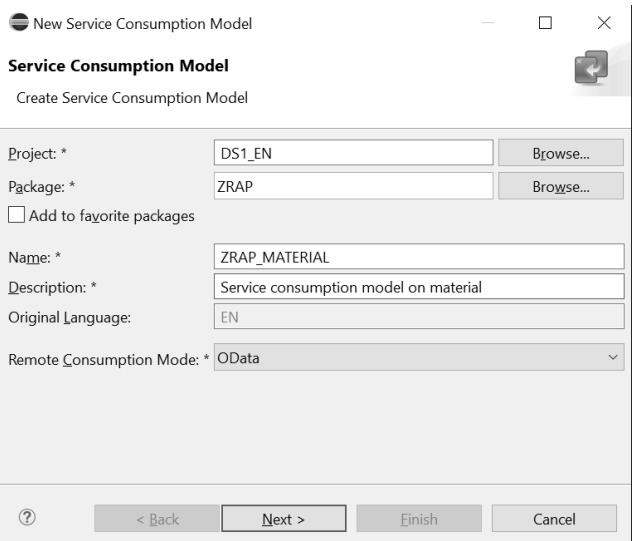 New Service Consumption Model
Service Consumption Model
Create Service Consumption Model
Project: * DS1_EN Browse...
Package: * ZRAP Browse...
Add to favorite packages
Name: * ZRAP_MATERIAL
Description: * Service consumption model on material
Original Language: EN
Remote Consumption Mode: * OData
? < Back Next > Finish Cancel